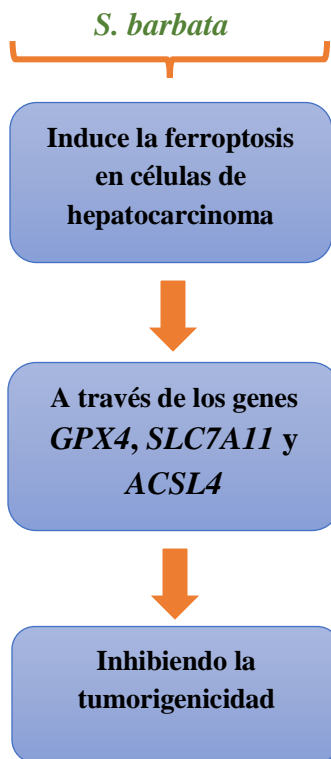 S. barbata
Induce la ferroptosis
en células de
hepatocarcinoma
A través de los genes
GPX4, SLC7A11 y
ACSL4
Inhibiendo la
tumorigenicidad